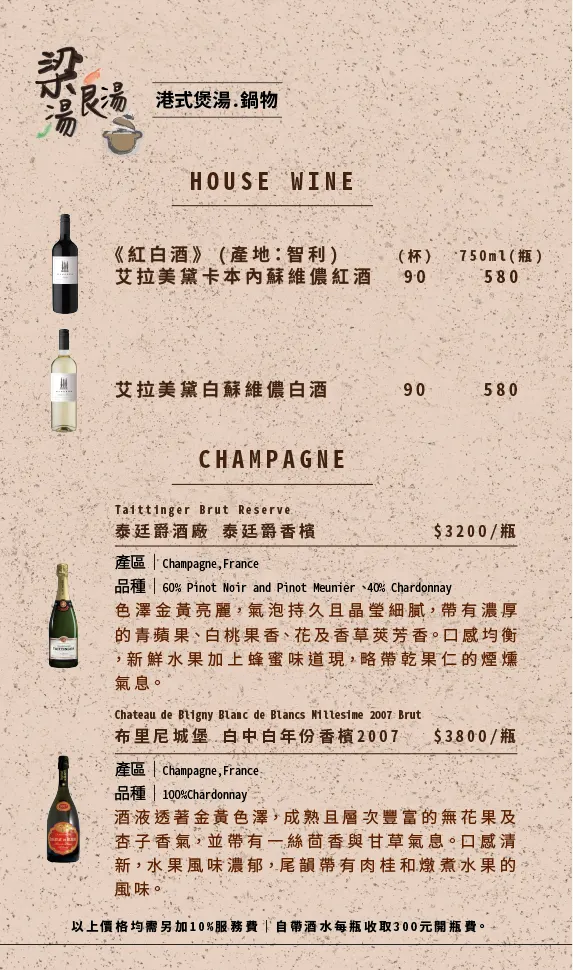 梁湯良湯
港式煲湯.鍋物
HOUSE WINE
《紅白酒》(產地:智利) (杯) 750ml(瓶)
艾拉美黛卡本內蘇維儂紅酒 90 580
艾拉美黛白蘇維儂白酒 90 580
CHAMPAGNE
Taittinger Brut Reserve
泰廷爵酒廠 泰廷爵香檳 $3200/瓶
產區|Champagne,France
品種|60% Pinot Noir and Pinot Meunier、40% Chardonnay
色澤金黃亮麗,氣泡持久且晶瑩細膩,帶有濃厚
的青蘋果、白桃果香、花及香草莢芳香。口感均衡
,新鮮水果加上蜂蜜味道現,略帶乾果仁的煙燻
氣息。
Chateau de Bligny Blanc de Blancs Millesime 2007 Brut
布里尼城堡 白中白年份香檳2007 $3800/瓶
產區|Champagne,France
品種|100%Chardonnay
酒液透著金黃色澤,成熟且層次豐富的無花果及
杏子香氣,並帶有一絲茴香與甘草氣息。口感清
新,水果風味濃郁,尾韻帶有肉桂和燉煮水果的
風味。
以上價格均需另加10%服務費|自帶酒水每瓶收取300元開瓶費。